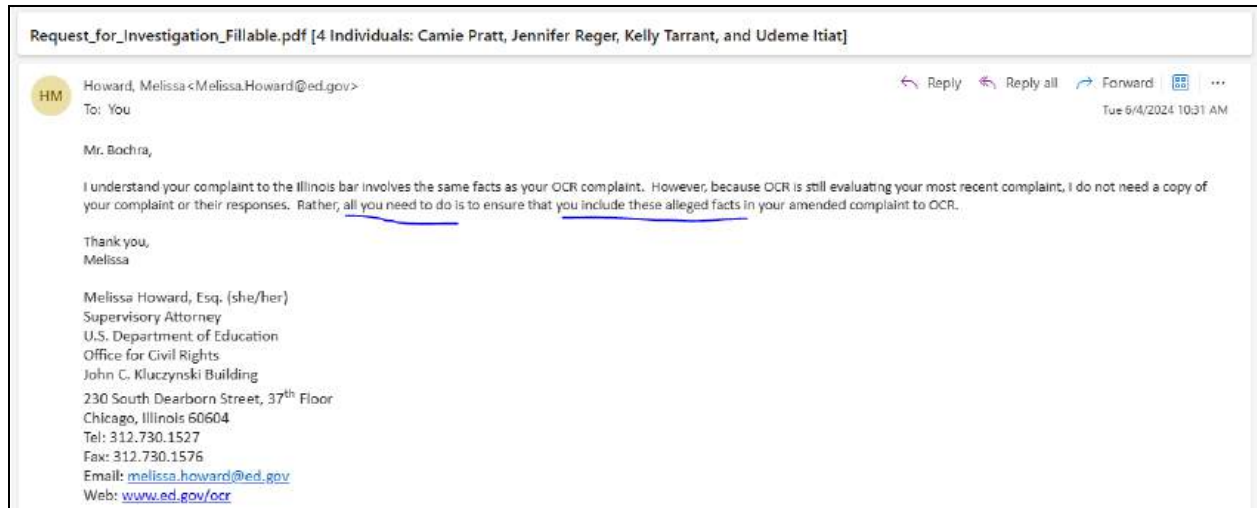 Request_for_Investigation_Fillable.pdf [4 Individuals: Camie Pratt, Jennifer Reger, Kelly Tarrant, and Udeme Itiat]
HM
Howard, Melissa<Melissa.Howard@ed.gov>
Reply Reply all Forward ...
To: You
Tue 6/4/2024 10:31 AM
Mr. Bochra,
I understand your complaint to the Illinois bar involves the same facts as your OCR complaint. However, because OCR is still evaluating your most recent complaint, I do not need a copy of
your complaint or their responses. Rather, all you need to do is to ensure that you include these alleged facts in your amended complaint to OCR.
Thank you,
Melissa
Melissa Howard, Esq. (she/her)
Supervisory Attorney
U.S. Department of Education
Office for Civil Rights
John C. Kluczynski Building
230 South Dearborn Street, 37th Floor
Chicago, Illinois 60604
Tel: 312.730.1527
Fax: 312.730.1576
Email: melissa.howard@ed.gov
Web: www.ed.gov/ocr